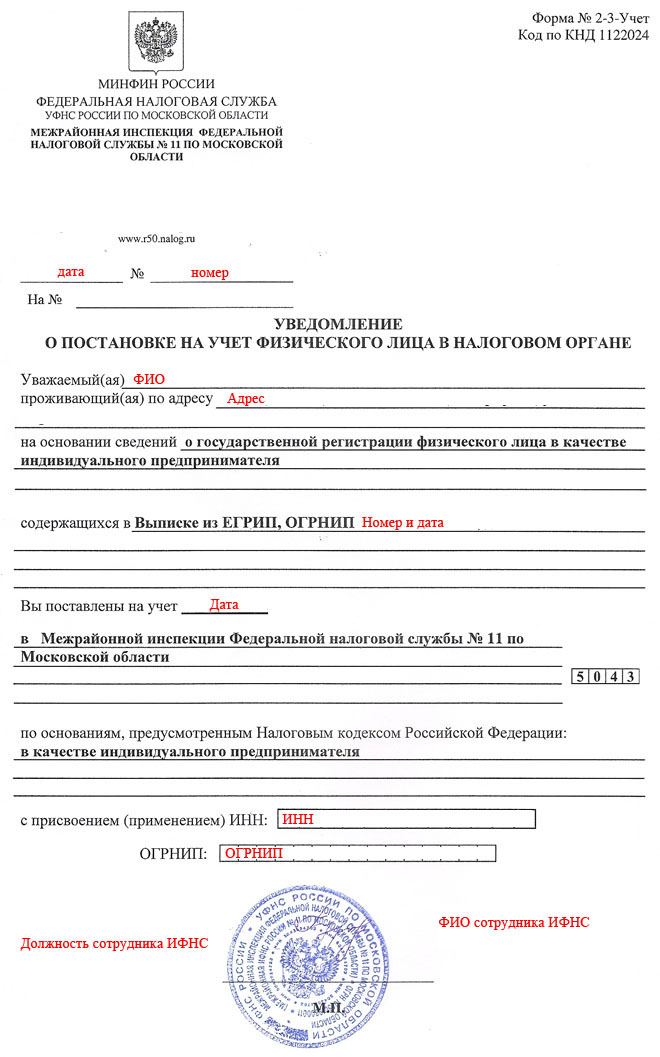 Форма № 2-3-Учет
Код по КНД 1122024
МИНФИН РОССИИ
ФЕДЕРАЛЬНАЯ НАЛОГОВАЯ СЛУЖБА
УФНС РОССИИ ПО МОСКОВСКОЙ ОБЛАСТИ
МЕЖРАЙОННАЯ ИНСПЕКЦИЯ ФЕДЕРАЛЬНОЙ
НАЛОГОВОЙ СЛУЖБЫ № 11 ПО МОСКОВСКОЙ
ОБЛАСТИ
www.r50.nalog.ru
дата № номер
На №
УВЕДОМЛЕНИЕ
О ПОСТАНОВКЕ НА УЧЕТ ФИЗИЧЕСКОГО ЛИЦА В НАЛОГОВОМ ОРГАНЕ
Уважаемый(ая) ФИО
проживающий(ая) по адресу Адрес
на основании сведений о государственной регистрации физического лица в качестве
индивидуального предпринимателя
содержащихся в Выписке из ЕГРИП, ОГРНИП Номер и дата
Вы поставлены на учет Дата
в Межрайонной инспекции Федеральной налоговой службы № 11 по
Московской области
5043
по основаниям, предусмотренным Налоговым кодексом Российской Федерации:
в качестве индивидуального предпринимателя
с присвоением (применением) ИНН: ИНН
ОГРНИП: ОГРНИП
ФИО сотрудника ИФНС
Должность сотрудника ИФНС
УФНС РОССИИ ПО МОСКОВСКОЙ ОБЛАСТИ
М.П.